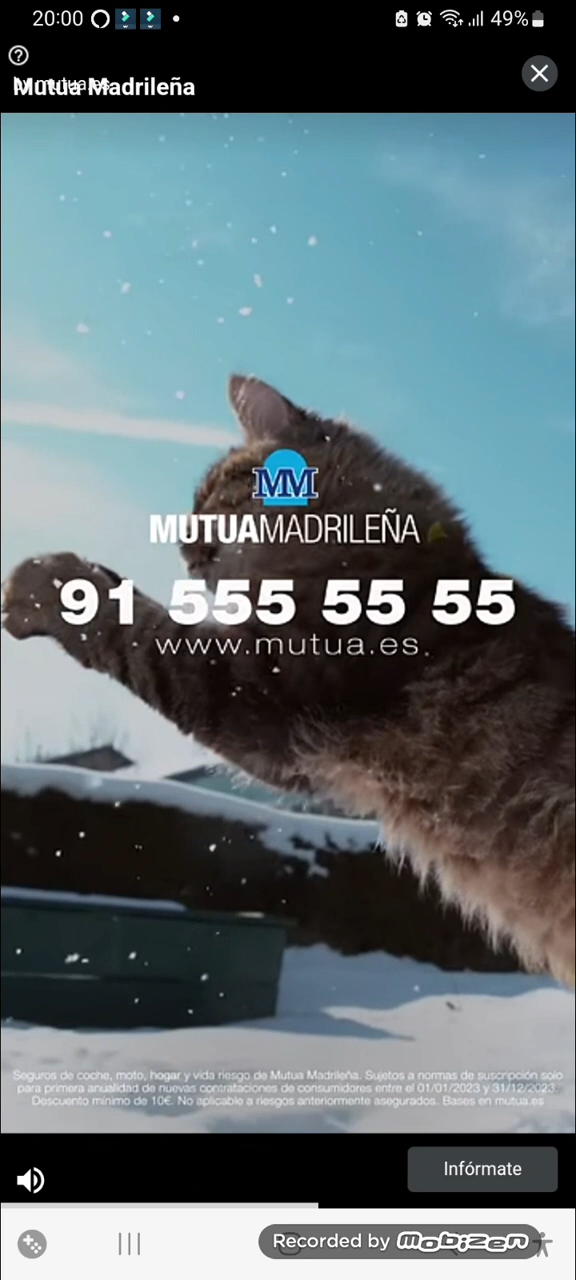 20:00
49%
by mutua.es
Mutua Madrileña
MM
MUTUAMADRILEÑA
91 555 55 55
www.mutua.es.
Seguros de coche, moto, hogar y vida riesgo de Mutua Madrileña. Sujetos a normas de suscripción solo
para primera anualidad de nuevas contrataciones de consumidores entre el 01/01/2023 y 31/12/2023.
Descuento mínimo de 10€. No aplicable a riesgos anteriormente asegurados. Bases en mutua.es
Infórmate
Recorded by mobizen